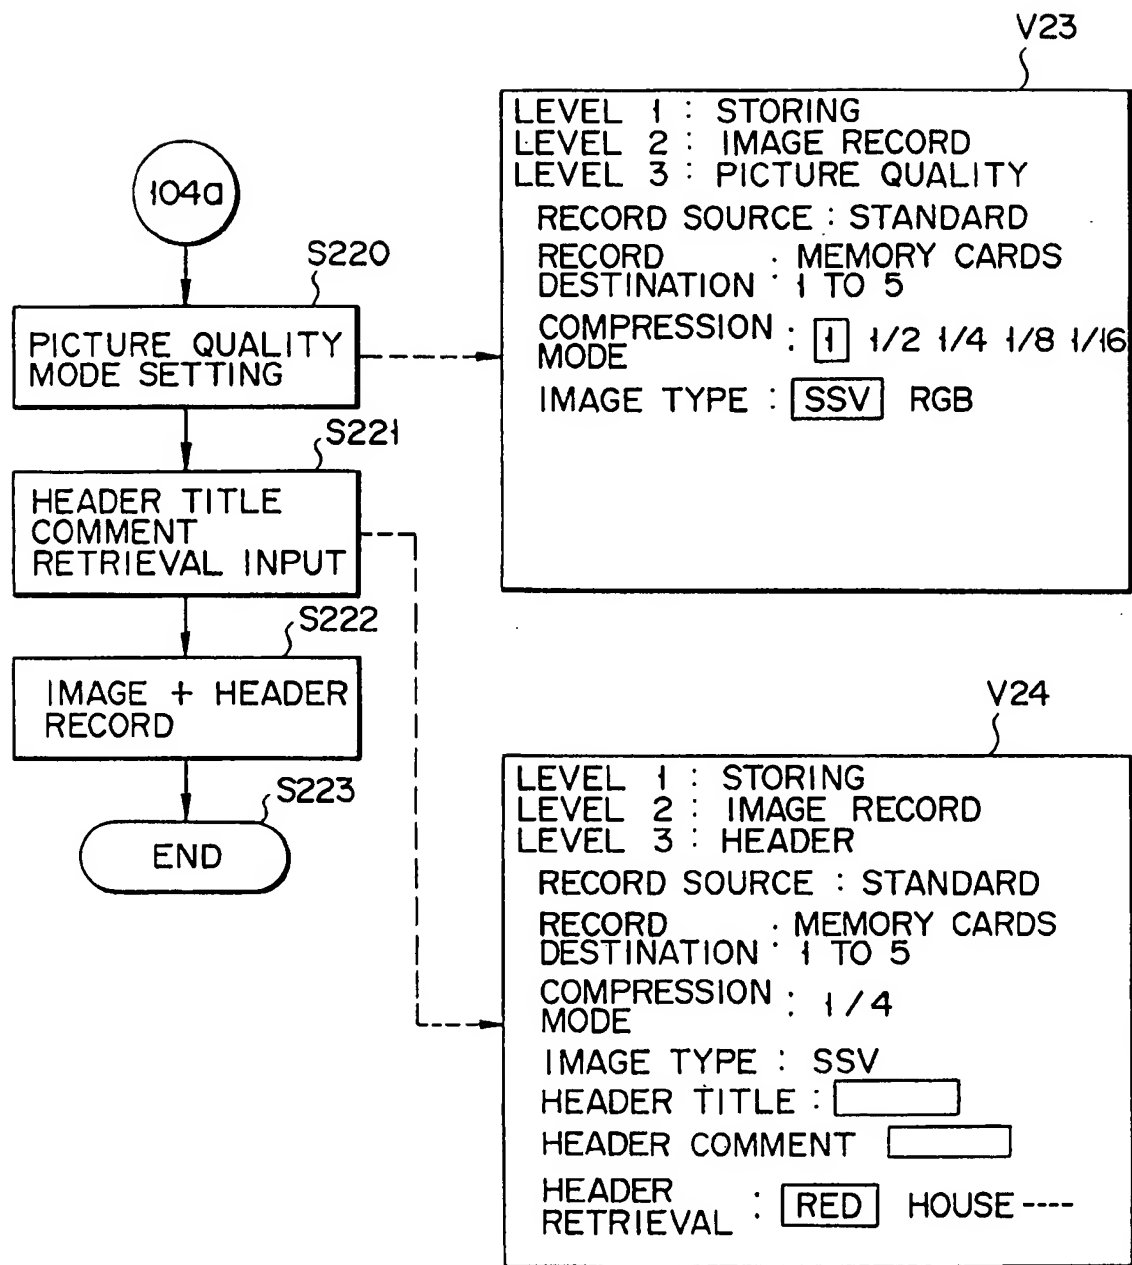 104a
S220
PICTURE QUALITY
MODE SETTING
S221
HEADER TITLE
COMMENT
RETRIEVAL INPUT
S222
IMAGE + HEADER
RECORD
S223
END
V23
LEVEL 1 : STORING
LEVEL 2 : IMAGE RECORD
LEVEL 3 : PICTURE QUALITY
RECORD SOURCE : STANDARD
RECORD DESTINATION : MEMORY CARDS 1 TO 5
COMPRESSION MODE : 1 1/2 1/4 1/8 1/16
IMAGE TYPE : SSV RGB
V24
LEVEL 1 : STORING
LEVEL 2 : IMAGE RECORD
LEVEL 3 : HEADER
RECORD SOURCE : STANDARD
RECORD DESTINATION : MEMORY CARDS 1 TO 5
COMPRESSION MODE : 1/4
IMAGE TYPE : SSV
HEADER TITLE :
HEADER COMMENT
HEADER RETRIEVAL : RED HOUSE ----